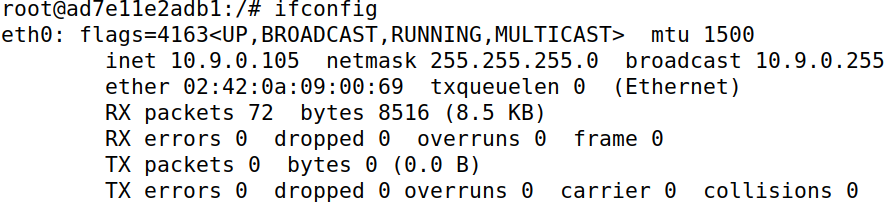 root@ad7e11e2adb1:/# ifconfig
eth0: flags=4163<UP,BROADCAST,RUNNING,MULTICAST>  mtu 1500
        inet 10.9.0.105  netmask 255.255.255.0  broadcast 10.9.0.255
        ether 02:42:0a:09:00:69  txqueuelen 0  (Ethernet)
        RX packets 72  bytes 8516 (8.5 KB)
        RX errors 0  dropped 0  overruns 0  frame 0
        TX packets 0  bytes 0 (0.0 B)
        TX errors 0  dropped 0 overruns 0  carrier 0  collisions 0